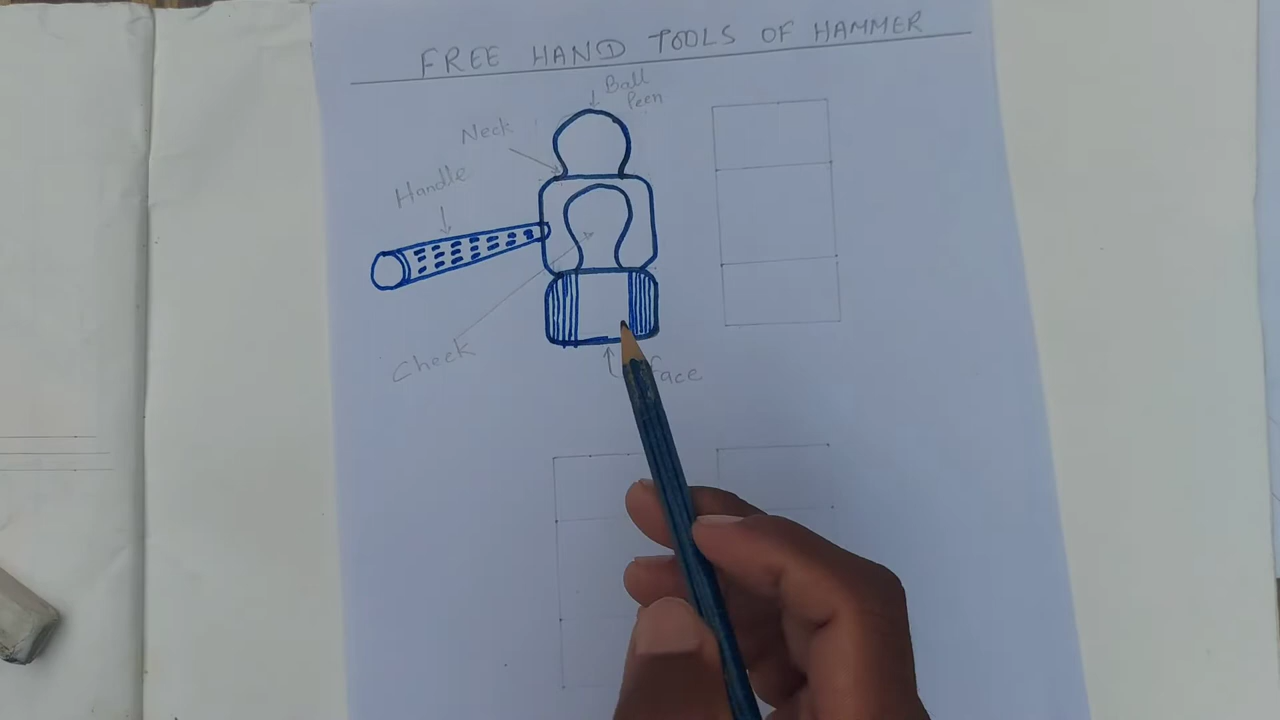 FREE HAND TOOLS OF HAMMER
Ball
Peen
Neck
Handle
Cheek
face